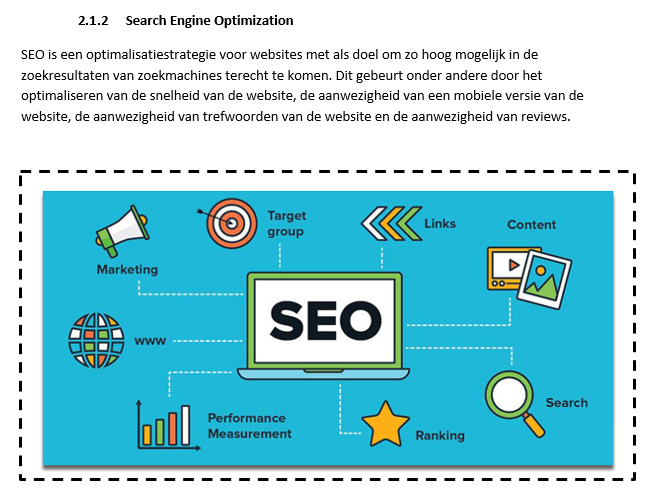 2.1.2 Search Engine Optimization
SEO is een optimalisatiestrategie voor websites met als doel om zo hoog mogelijk in de
zoekresultaten van zoekmachines terecht te komen. Dit gebeurt onder andere door het
optimaliseren van de snelheid van de website, de aanwezigheid van een mobiele versie van de
website, de aanwezigheid van trefwoorden van de website en de aanwezigheid van reviews.
Target
group
Links
Content
Marketing
SEO
www
Search
Performance
Measurement
Ranking